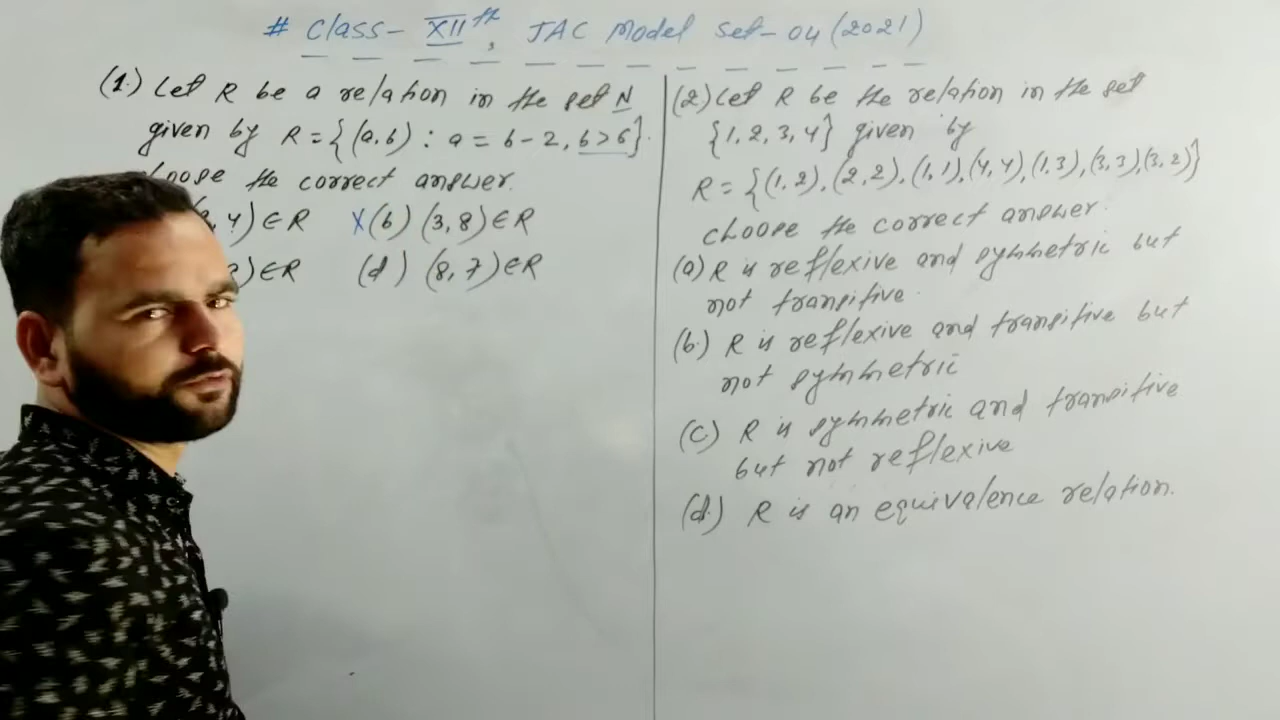 # Class- XIIth, JAC Model Set-04 (2021)
(1.) Let R be a relation in the set N
given by R = {(a,b) : a = b-2, b>6}.
the correct answer.
, 4) ∈ R X(b) (3,8) ∈ R
) ∈ R (d) (8,7) ∈ R
(2) Let R be the relation in the set
{1,2,3,4} given by
R = {(1,2), (2,2), (1,1), (4,4), (1,3), (3,3), (3,2)}
choose the correct answer.
(a) R is reflexive and symmetric but
not transitive.
(b) R is reflexive and transitive but
not symmetric
(c) R is symmetric and transitive
but not reflexive
(d.) R is an equivalence relation.